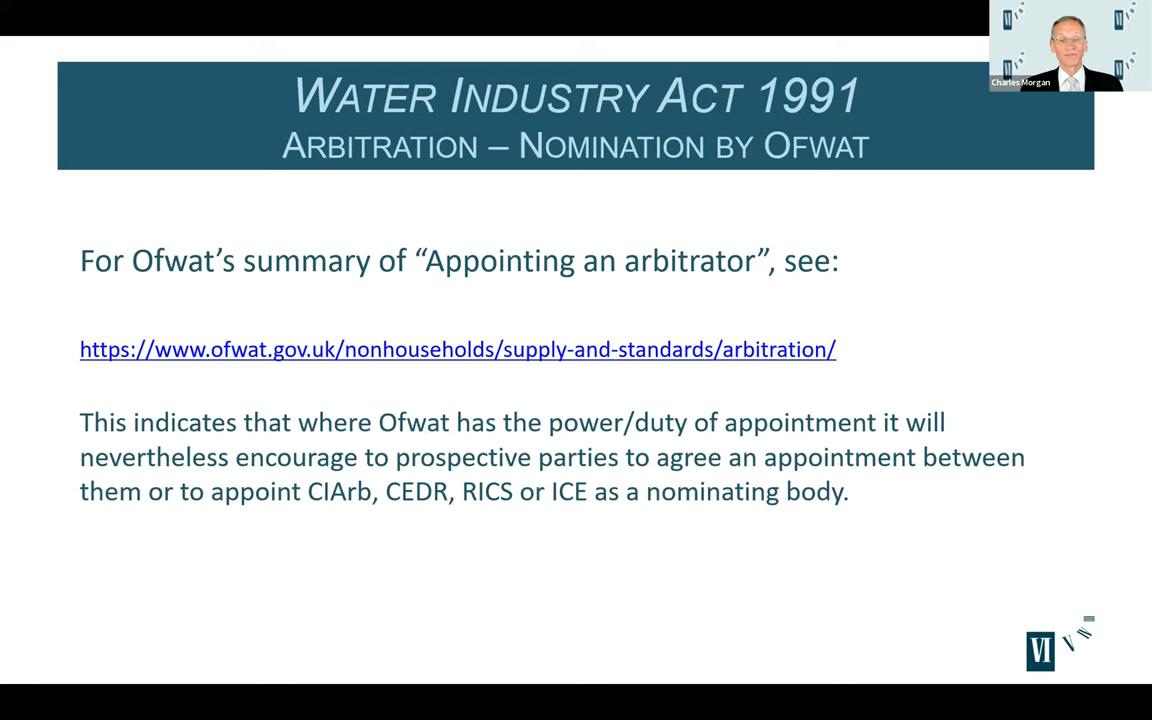 Charles Morgan
WATER INDUSTRY ACT 1991
ARBITRATION – NOMINATION BY OFWAT
For Ofwat’s summary of “Appointing an arbitrator”, see:
https://www.ofwat.gov.uk/nonhouseholds/supply-and-standards/arbitration/
This indicates that where Ofwat has the power/duty of appointment it will
nevertheless encourage to prospective parties to agree an appointment between
them or to appoint CIArb, CEDR, RICS or ICE as a nominating body.
VI